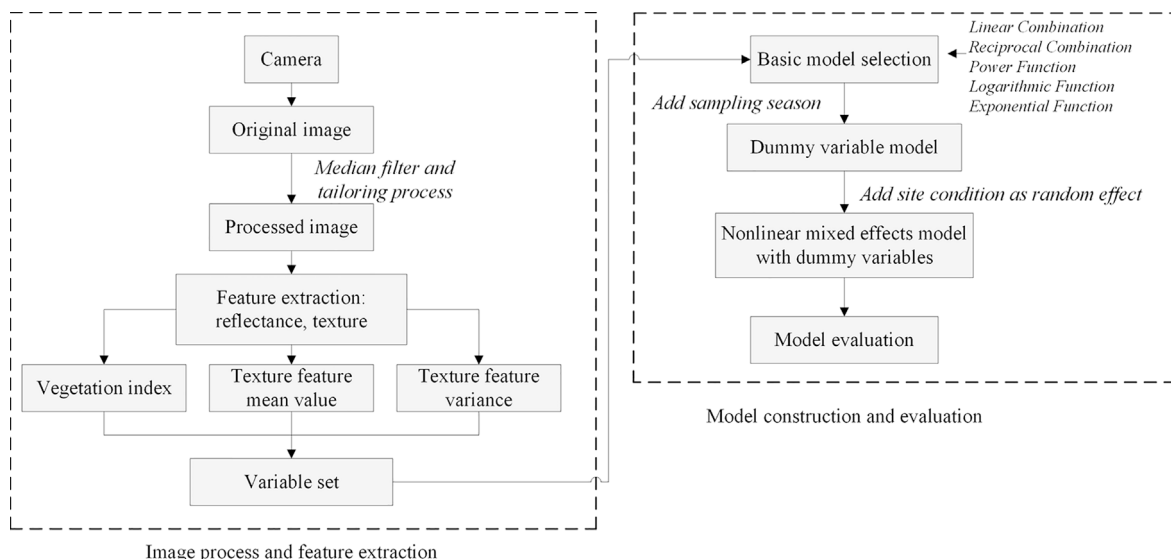 Camera
Original image
Median filter and
tailoring process
Processed image
Feature extraction:
reflectance, texture
Vegetation index
Texture feature
mean value
Texture feature
variance
Variable set
Image process and feature extraction
Linear Combination
Reciprocal Combination
Power Function
Logarithmic Function
Exponential Function
Basic model selection
Add sampling season
Dummy variable model
Add site condition as random effect
Nonlinear mixed effects model
with dummy variables
Model evaluation
Model construction and evaluation